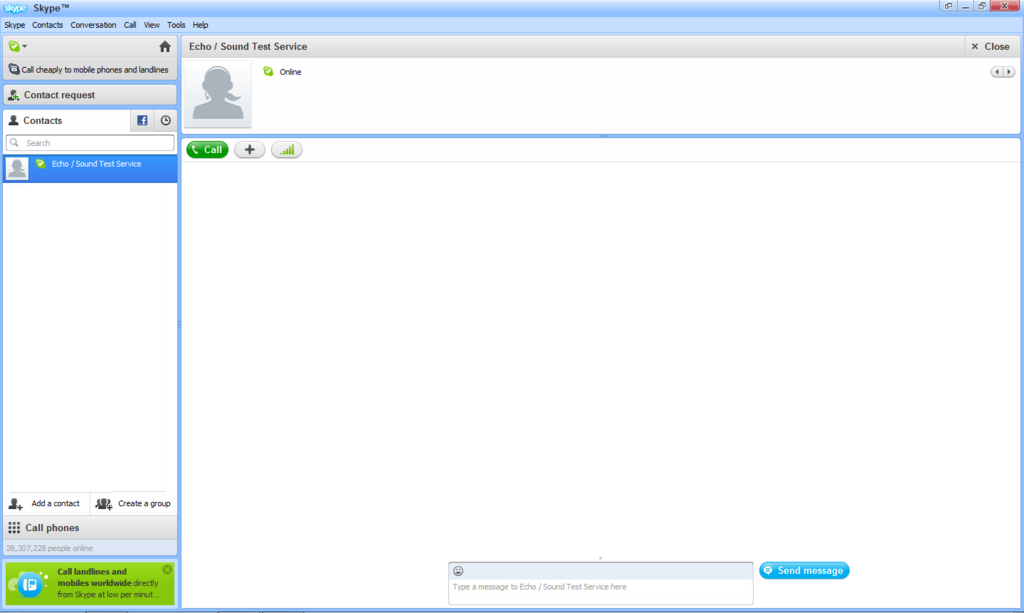 skype Skype™
Skype Contacts Conversation Call View Tools Help
Call cheaply to mobile phones and landlines
Contact request
Contacts
Search
Echo / Sound Test Service
Add a contact Create a group
Call phones
28,307,228 people online
Call landlines and
mobiles worldwide directly
from Skype at low per minut...
Echo / Sound Test Service Close
Online
Call
Type a message to Echo / Sound Test Service here
Send message